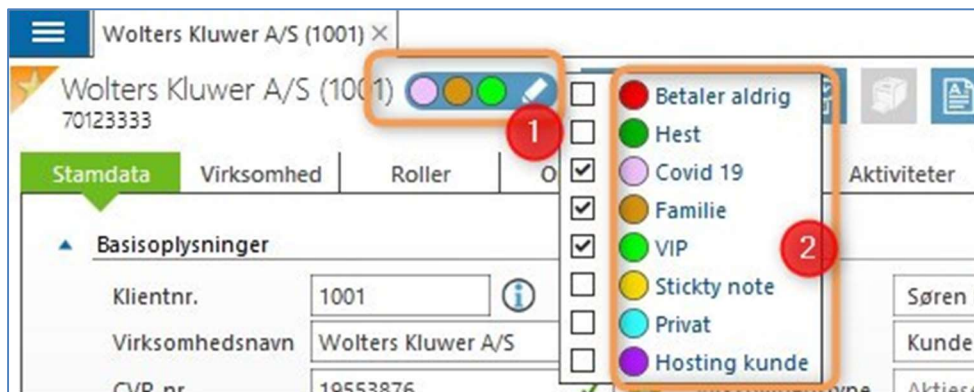 Wolters Kluwer A/S (1001) ×
Wolters Kluwer A/S (1001)
70123333
1
Betaler aldrig
Hest
Covid 19
Familie
VIP
Stickty note
Privat
Hosting kunde
2
Stamdata Virksomhed Roller Aktiviteter
Basisoplysninger
Klientnr. 1001 Søren
Virksomhedsnavn Wolters Kluwer A/S Kunde
CVR nr. 19553876